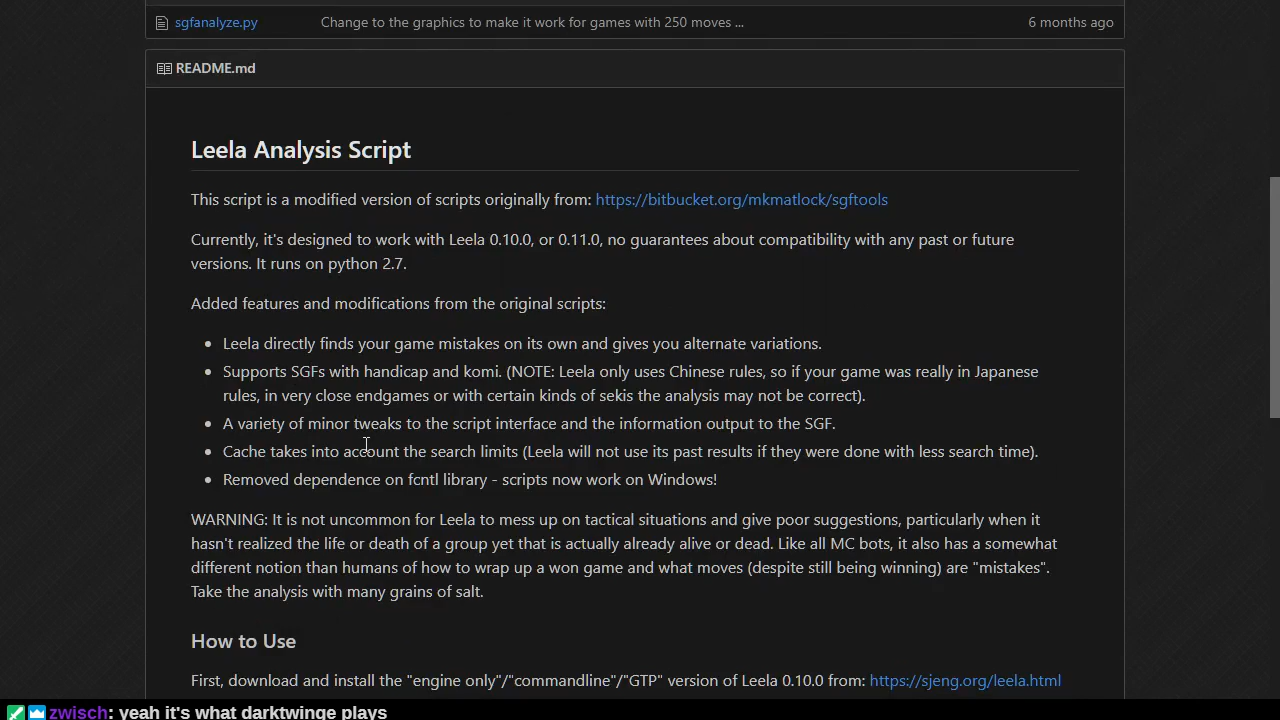 sgfanalyze.py Change to the graphics to make it work for games with 250 moves ... 6 months ago
README.md
Leela Analysis Script
This script is a modified version of scripts originally from: https://bitbucket.org/mkmatlock/sgftools
Currently, it's designed to work with Leela 0.10.0, or 0.11.0, no guarantees about compatibility with any past or future
versions. It runs on python 2.7.
Added features and modifications from the original scripts:
• Leela directly finds your game mistakes on its own and gives you alternate variations.
• Supports SGFs with handicap and komi. (NOTE: Leela only uses Chinese rules, so if your game was really in Japanese
rules, in very close endgames or with certain kinds of sekis the analysis may not be correct).
• A variety of minor tweaks to the script interface and the information output to the SGF.
• Cache takes into account the search limits (Leela will not use its past results if they were done with less search time).
• Removed dependence on fcntl library - scripts now work on Windows!
WARNING: It is not uncommon for Leela to mess up on tactical situations and give poor suggestions, particularly when it
hasn't realized the life or death of a group yet that is actually already alive or dead. Like all MC bots, it also has a somewhat
different notion than humans of how to wrap up a won game and what moves (despite still being winning) are "mistakes".
Take the analysis with many grains of salt.
How to Use
First, download and install the "engine only"/"commandline"/"GTP" version of Leela 0.10.0 from: https://sjeng.org/leela.html
zwisch: yeah it's what darktwinge plays